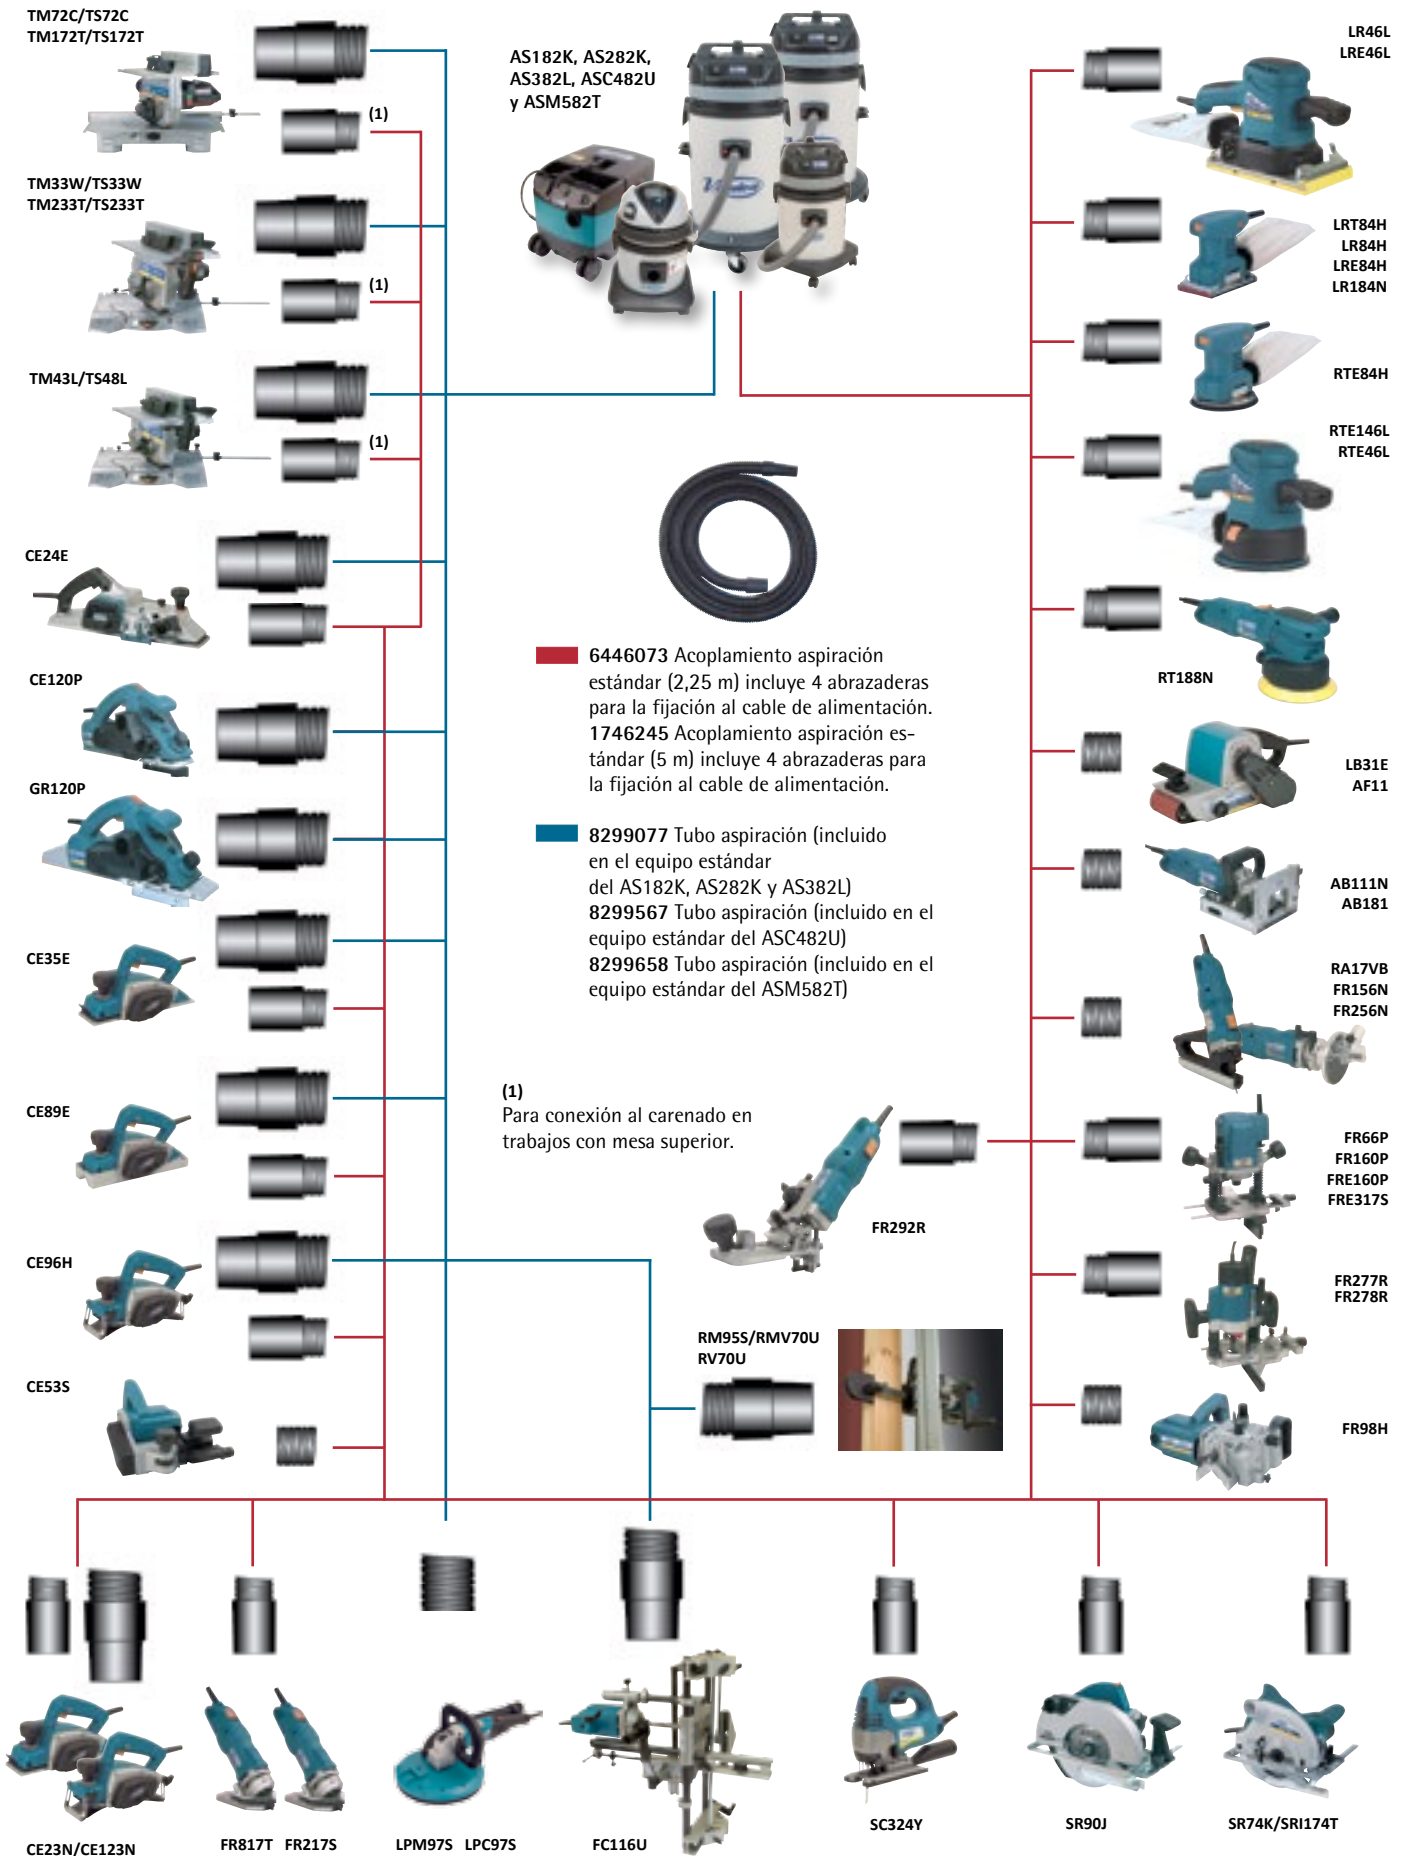 TM72C/TS72C
TM172T/TS172T
(1)
TM33W/TS33W
TM233T/TS233T
(1)
TM43L/TS48L
(1)
CE24E
CE120P
GR120P
CE35E
CE89E
CE96H
CE53S
AS182K, AS282K,
AS382L, ASC482U
y ASM582T
6446073 Acoplamiento aspiración
estándar (2,25 m) incluye 4 abrazaderas
para la fijación al cable de alimentación.
1746245 Acoplamiento aspiración es-
tándar (5 m) incluye 4 abrazaderas para
la fijación al cable de alimentación.
8299077 Tubo aspiración (incluido
en el equipo estándar
del AS182K, AS282K y AS382L)
8299567 Tubo aspiración (incluido en el
equipo estándar del ASC482U)
8299658 Tubo aspiración (incluido en el
equipo estándar del ASM582T)
(1)
Para conexión al carenado en
trabajos con mesa superior.
FR292R
RM95S/RMV70U
RV70U
LR46L
LRE46L
LRT84H
LR84H
LRE84H
LR184N
RTE84H
RTE146L
RTE46L
RT188N
LB31E
AF11
AB111N
AB181
RA17VB
FR156N
FR256N
FR66P
FR160P
FRE160P
FRE317S
FR277R
FR278R
FR98H
CE23N/CE123N
FR817T FR217S
LPM97S LPC97S
FC116U
SC324Y
SR90J
SR74K/SRI174T